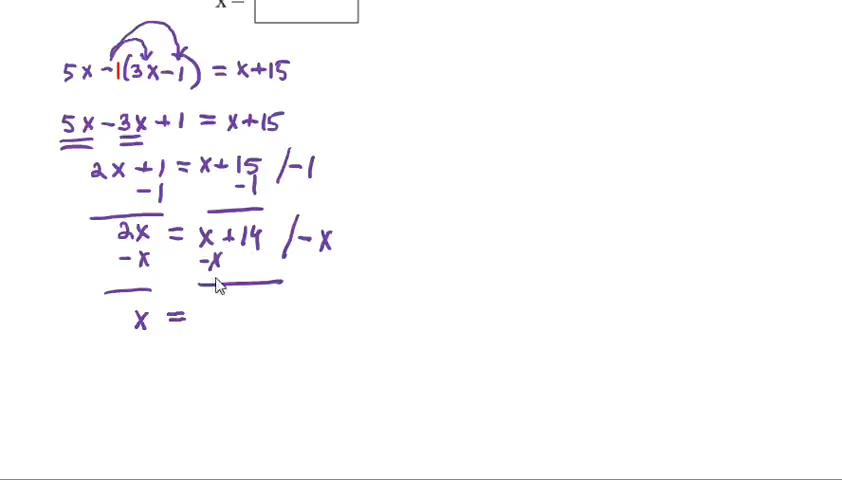 x =
5x -1(3x-1) = x+15
5x -3x +1 = x+15
2x +1 = x+15 /-1
-1 -1
2x = x+14 /-x
-x -x
x =